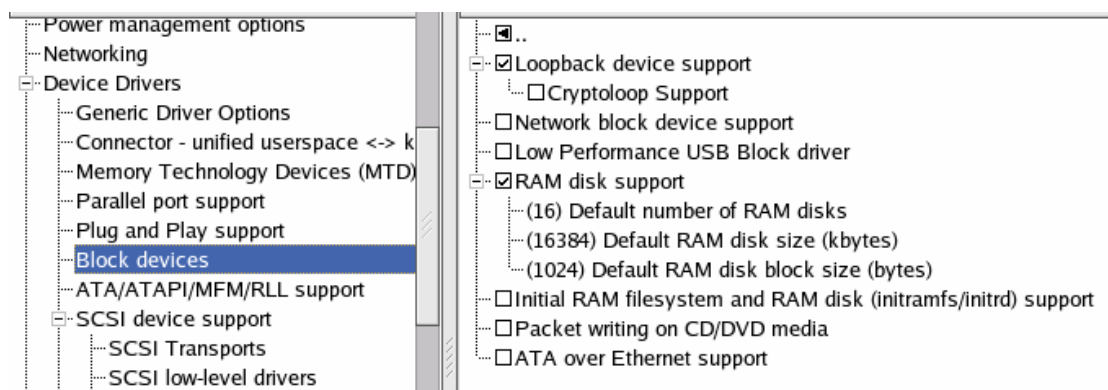 Power management options
Networking
Device Drivers
Generic Driver Options
Connector - unified userspace <-> k
Memory Technology Devices (MTD)
Parallel port support
Plug and Play support
Block devices
ATA/ATAPI/MFM/RLL support
SCSI device support
SCSI Transports
SCSI low-level drivers
..
Loopback device support
Cryptoloop Support
Network block device support
Low Performance USB Block driver
RAM disk support
(16) Default number of RAM disks
(16384) Default RAM disk size (kbytes)
(1024) Default RAM disk block size (bytes)
Initial RAM filesystem and RAM disk (initramfs/initrd) support
Packet writing on CD/DVD media
ATA over Ethernet support